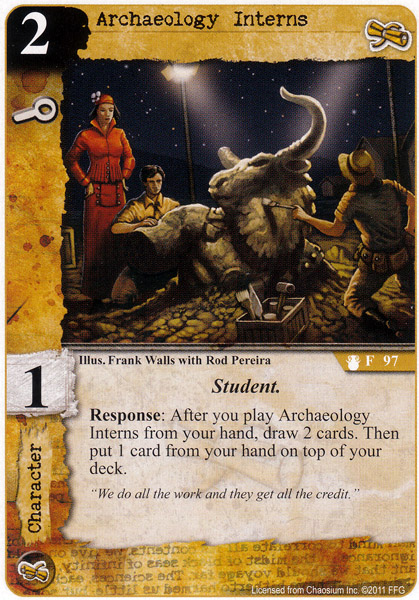 2
Archaeology Interns
Illus. Frank Walls with Rod Pereira
F 97
1
Student.
Response: After you play Archaeology
Interns from your hand, draw 2 cards. Then
put 1 card from your hand on top of your
deck.
“We do all the work and they get all the credit.”
Character
Licensed from Chaosium Inc. ©2011 FFG